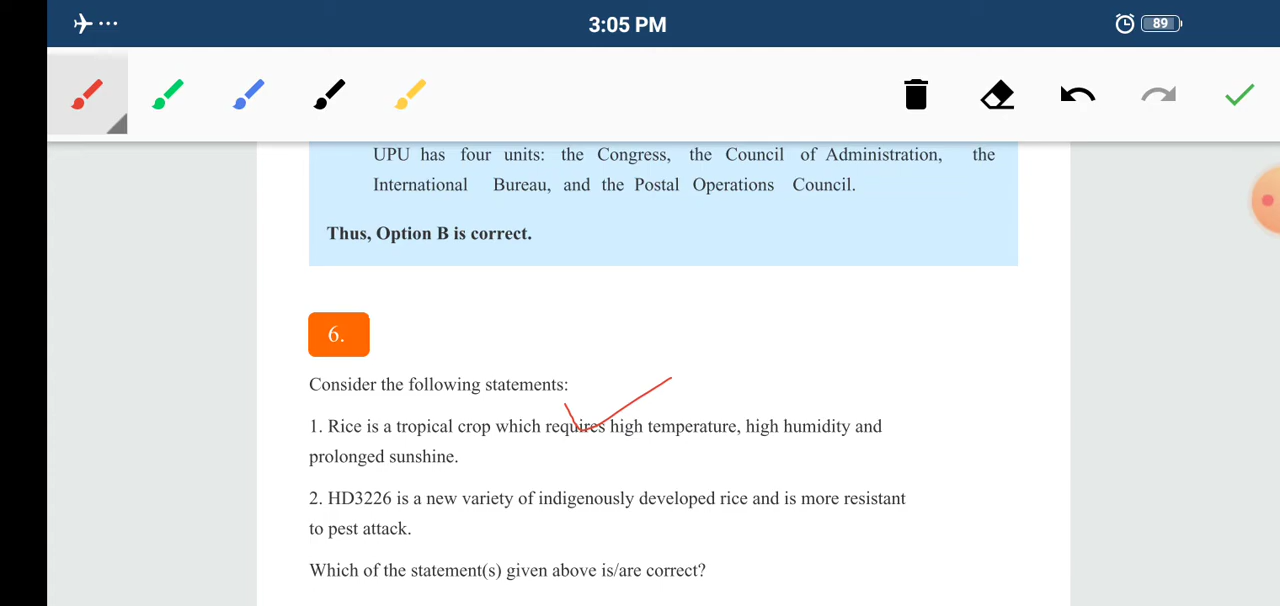 3:05 PM
89
UPU has four units: the Congress, the Council of Administration, the
International Bureau, and the Postal Operations Council.
Thus, Option B is correct.
6.
Consider the following statements:
1. Rice is a tropical crop which requires high temperature, high humidity and
prolonged sunshine.
2. HD3226 is a new variety of indigenously developed rice and is more resistant
to pest attack.
Which of the statement(s) given above is/are correct?